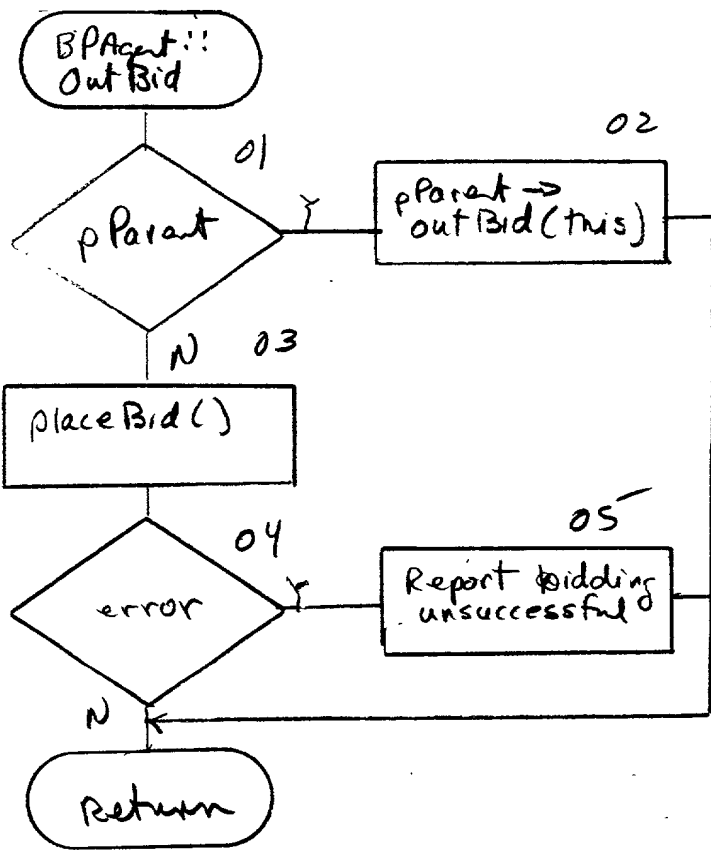 BPAgent::
OutBid
01
02
pParent
Y
pParent →
outBid(this)
N
03
placeBid()
04
05
error
Y
Report bidding
unsuccessful
N
Return